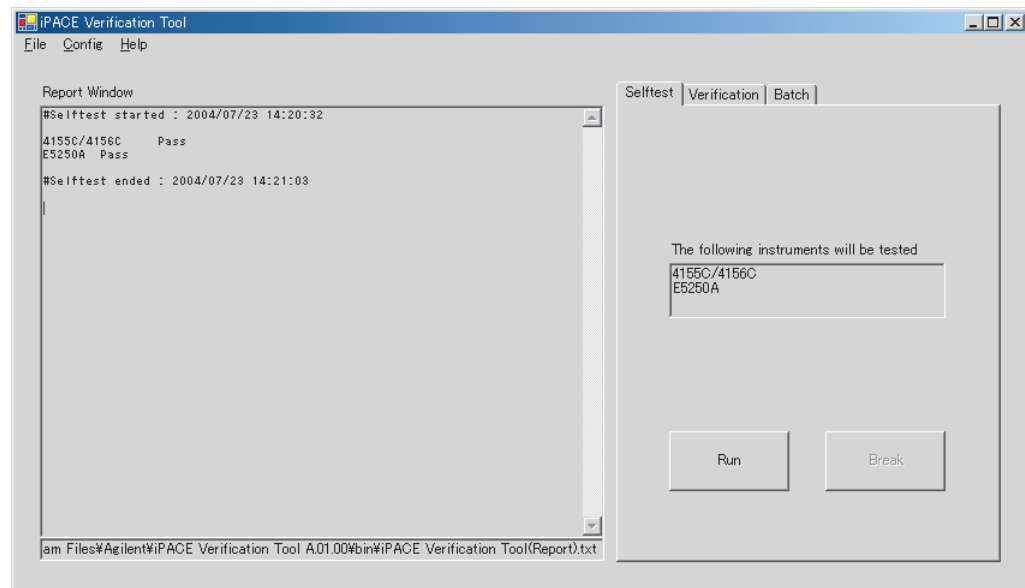 iPACE Verification Tool
File Config Help
Report Window
#Selftest started : 2004/07/23 14:20:32
4155C/4156C Pass
E5250A Pass
#Selftest ended : 2004/07/23 14:21:03
am Files¥Agilent¥iPACE Verification Tool A.01.00¥bin¥iPACE Verification Tool(Report).txt
Selftest Verification Batch
The following instruments will be tested
4155C/4156C
E5250A
Run Break